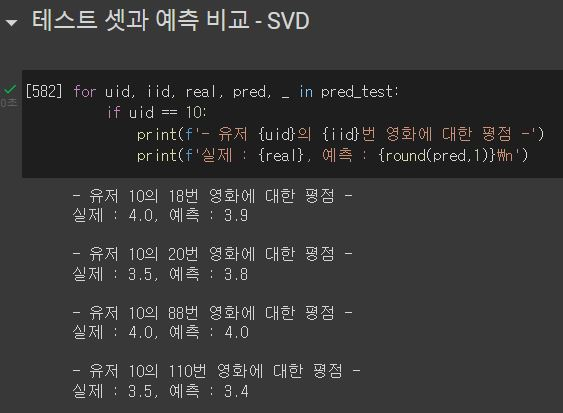 테스트 셋과 예측 비교 - SVD
[582] for uid, iid, real, pred, _ in pred_test:
0초
if uid == 10:
print(f'- 유저 {uid}의 {iid}번 영화에 대한 평점 -')
print(f'실제 : {real}, 예측 : {round(pred,1)}₩n')
- 유저 10의 18번 영화에 대한 평점 -
실제 : 4.0, 예측 : 3.9
- 유저 10의 20번 영화에 대한 평점 -
실제 : 3.5, 예측 : 3.8
- 유저 10의 88번 영화에 대한 평점 -
실제 : 4.0, 예측 : 4.0
- 유저 10의 110번 영화에 대한 평점 -
실제 : 3.5, 예측 : 3.4